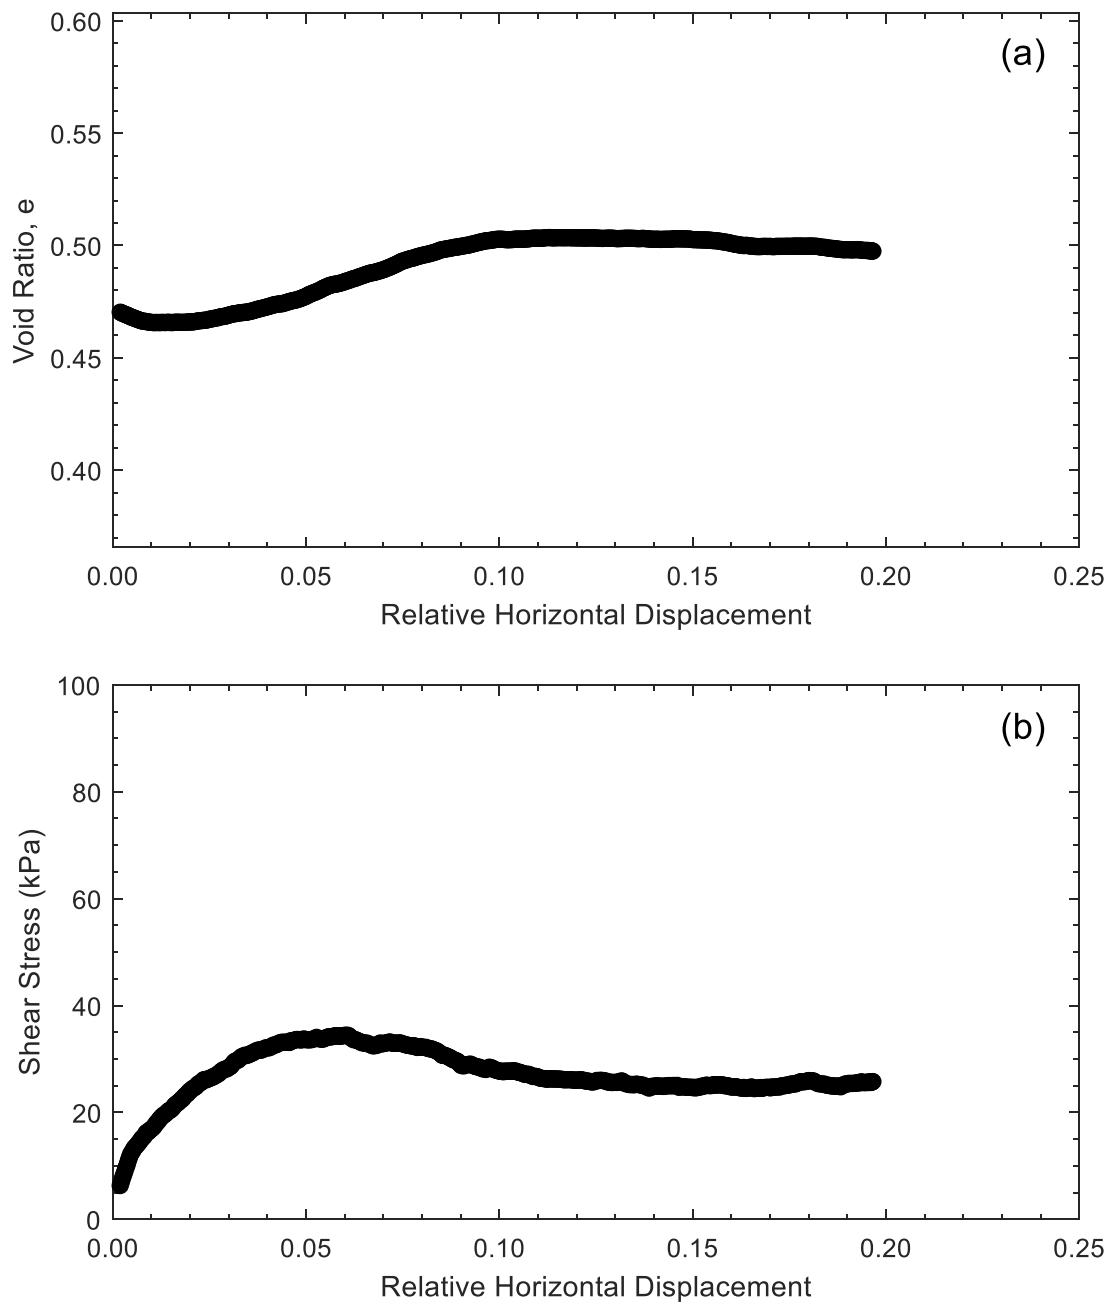 (a)
0.60
0.55
0.50
0.45
0.40
Void Ratio, e
0.00 0.05 0.10 0.15 0.20 0.25
Relative Horizontal Displacement
(b)
100
80
60
40
20
0
Shear Stress (kPa)
0.00 0.05 0.10 0.15 0.20 0.25
Relative Horizontal Displacement